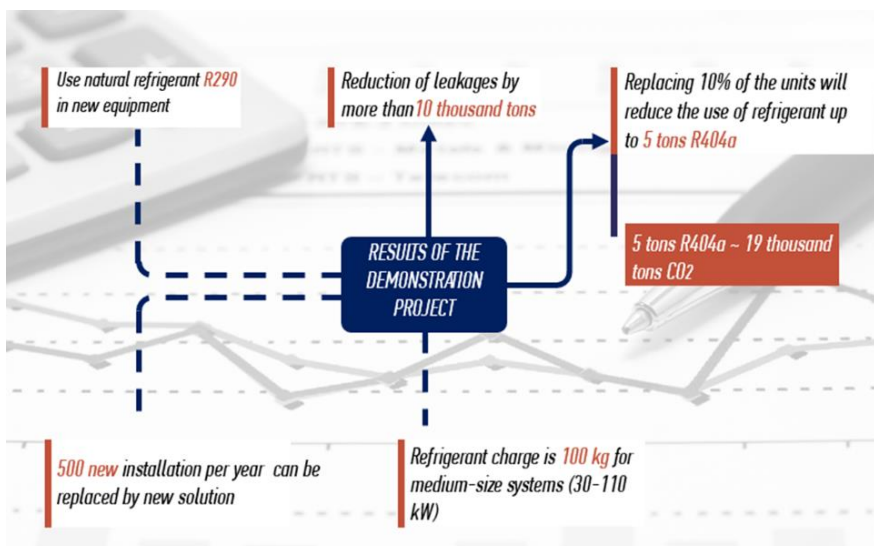 Use natural refrigerant R290
in new equipment
Reduction of leakages by
more than 10 thousand tons
Replacing 10% of the units will
reduce the use of refrigerant up
to 5 tons R404a
5 tons R404a ~ 19 thousand
tons CO2
RESULTS OF THE
DEMONSTRATION
PROJECT
500 new installation per year can be
replaced by new solution
Refrigerant charge is 100 kg for
medium-size systems (30-110
kW)